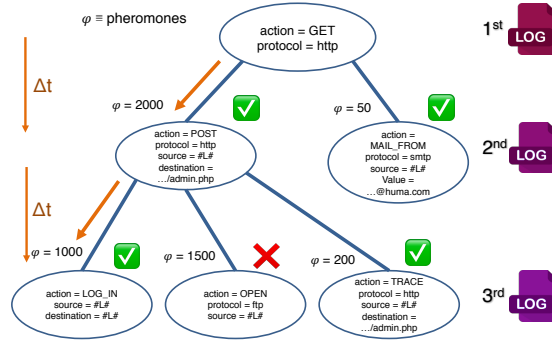 φ ≡ pheromones
action = GET
protocol = http
1st
LOG
Δt
φ = 2000
φ = 50
action = POST
protocol = http
source = #L#
destination =
.../admin.php
action =
MAIL_FROM
protocol = smtp
source = #L#
Value =
...@huma.com
2nd
LOG
Δt
φ = 1000
φ = 1500
φ = 200
action = LOG_IN
source = #L#
destination = #L#
action = OPEN
protocol = ftp
source = #L#
action = TRACE
protocol = http
source = #L#
destination =
.../admin.php
3rd
LOG